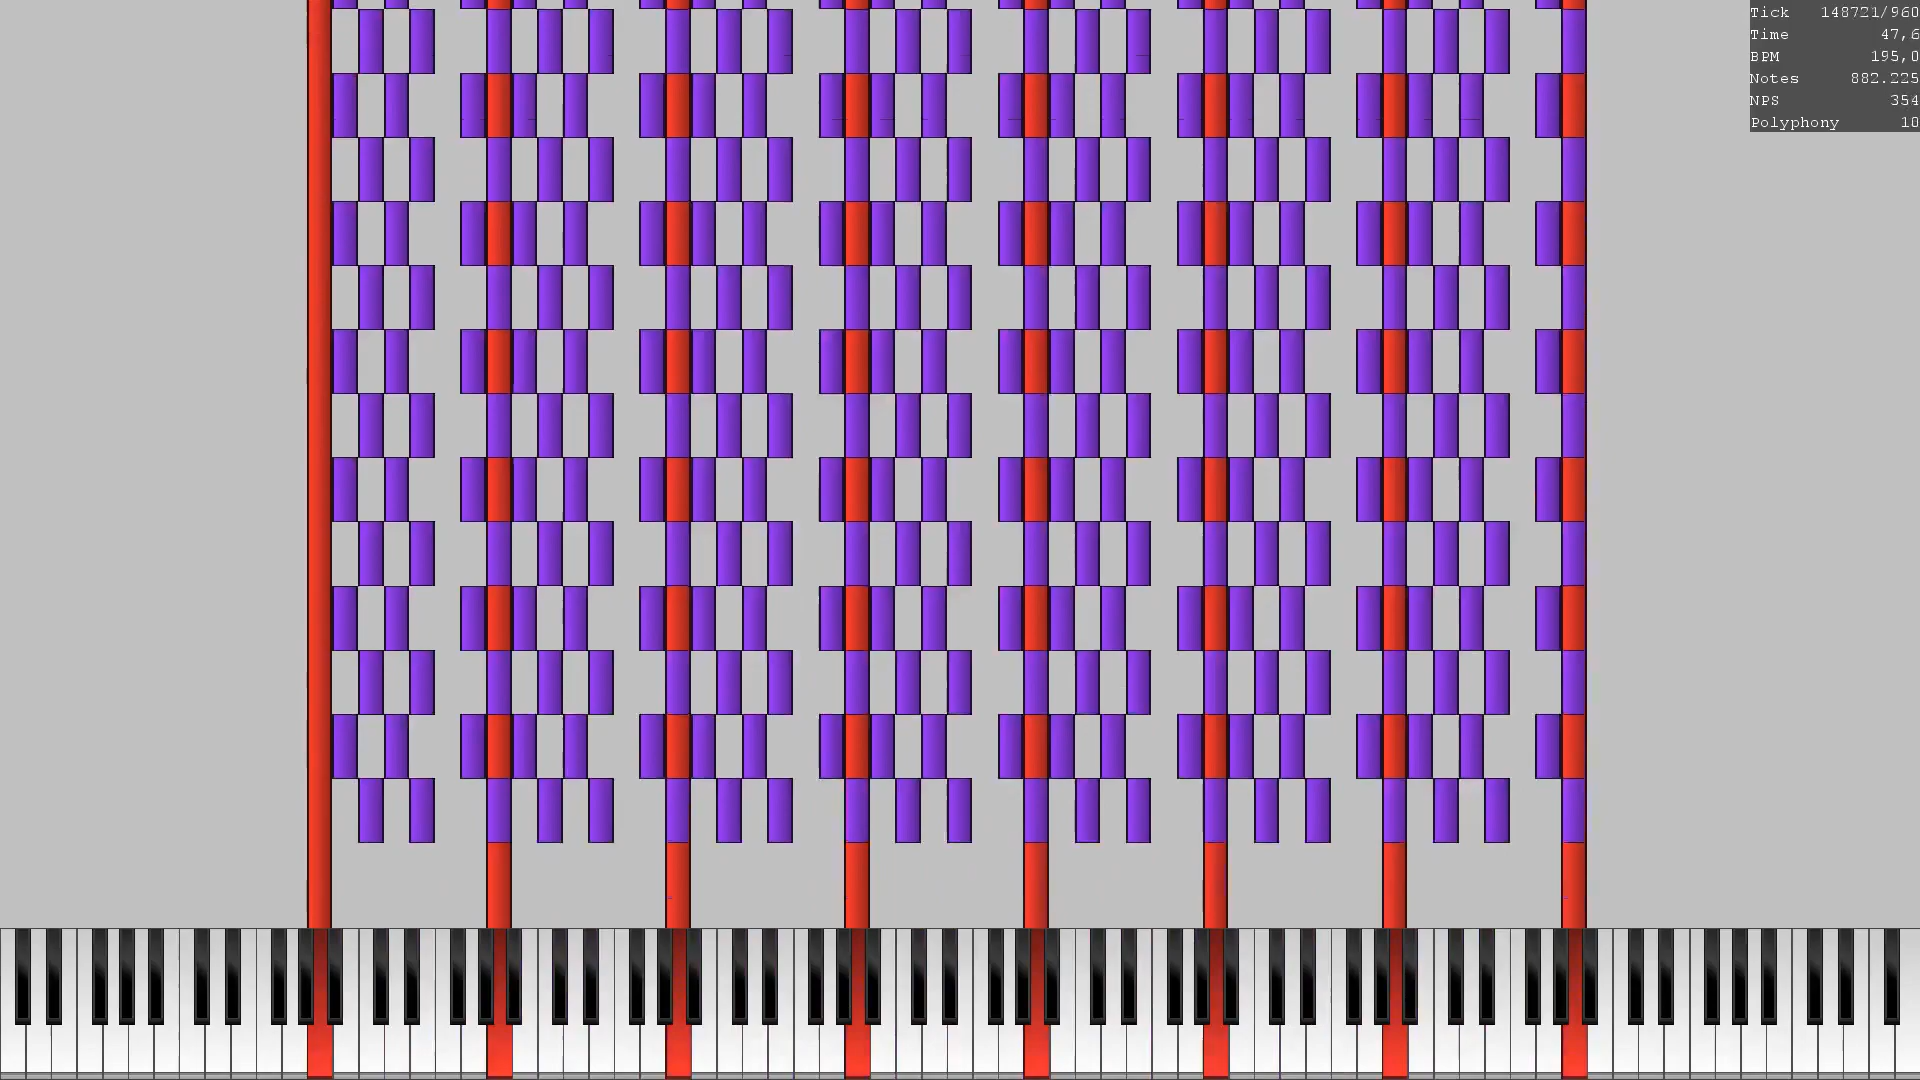 Tick 148721/960
Time 47,6
BPM 195,0
Notes 882.225
NPS 354
Polyphony 10